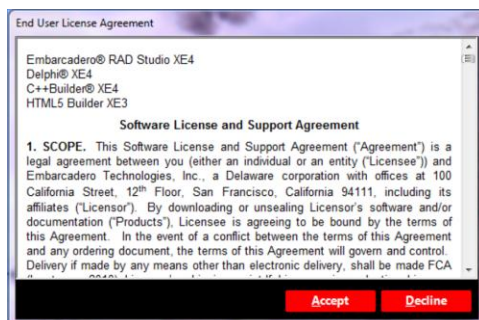 End User License Agreement
Embarcadero® RAD Studio XE4
Delphi® XE4
C++Builder® XE4
HTML5 Builder XE3
Software License and Support Agreement
1. SCOPE. This Software License and Support Agreement ("Agreement") is a
legal agreement between you (either an individual or an entity ("Licensee")) and
Embarcadero Technologies, Inc., a Delaware corporation with offices at 100
California Street, 12th Floor, San Francisco, California 94111, including its
affiliates ("Licensor"). By downloading or unsealing Licensor's software and/or
documentation ("Products"), Licensee is agreeing to be bound by the terms of
this Agreement. In the event of a conflict between the terms of this Agreement
and any ordering document, the terms of this Agreement will govern and control.
Delivery if made by any means other than electronic delivery, shall be made FCA
Accept Decline